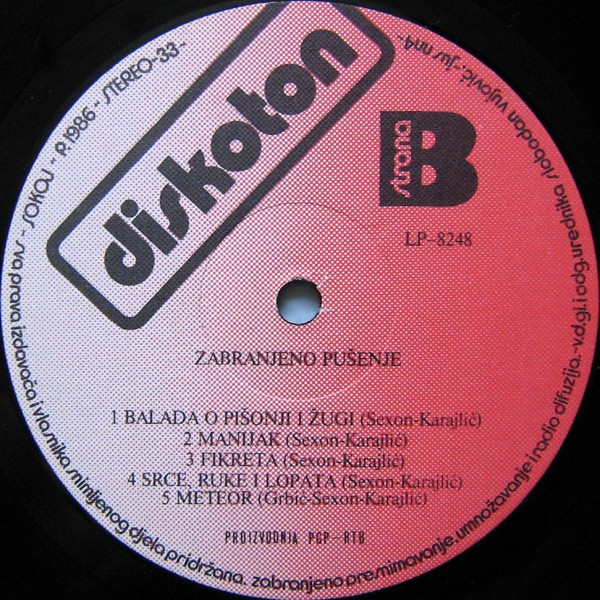 diskoton
strana B
LP-8248
ZABRANJENO PUŠENJE
1 BALADA O PIŠONJI I ŽUGI (Sexon-Karajlić)
2 MANIJAK (Sexon-Karajlić)
3 FIKRETA (Sexon-Karajlić)
4 SRCE, RUKE I LOPATA (Sexon-Karajlić)
5 METEOR (Grbić-Sexon-Karajlić)
PROIZVODNJA PGP - RTB
SOKOJ - P. 1986 - STEREO-33-
sva prava izdavača i vlasnika snimljenog djela pridržana. zabranjeno presnimavanje, umnožavanje i radio difuzija.-v.d.gl. i odg. urednika slobodan vujović.-jus nn4-